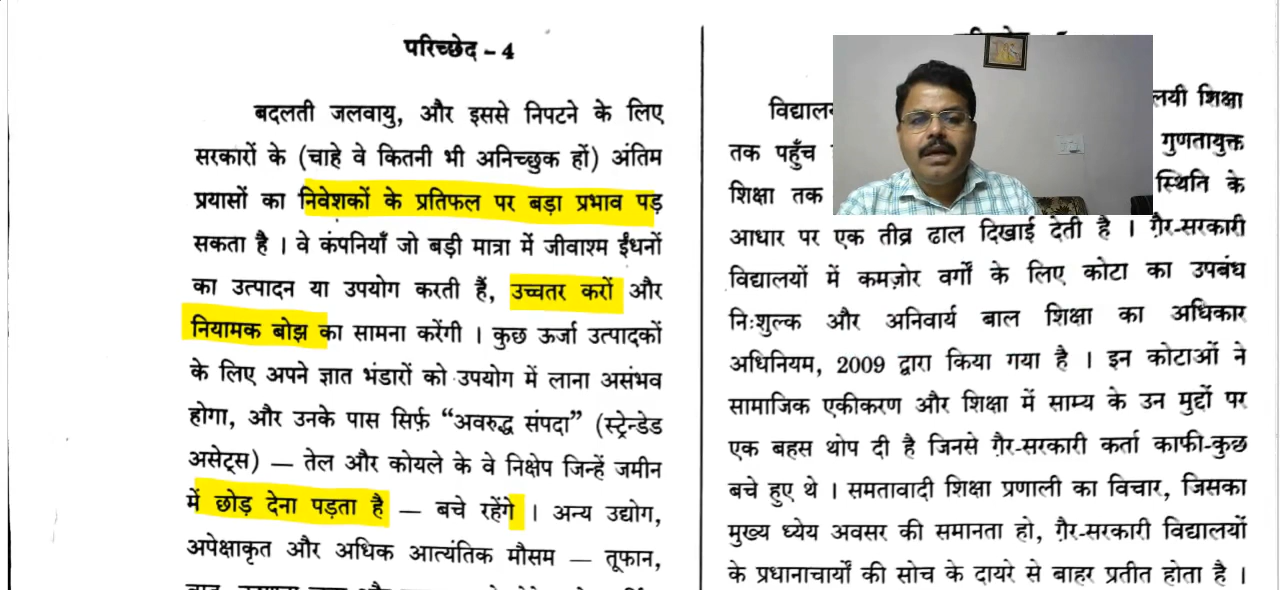 परिच्छेद – 4
बदलती जलवायु, और इससे निपटने के लिए
सरकारों के (चाहे वे कितनी भी अनिच्छुक हों) अंतिम
प्रयासों का निवेशकों के प्रतिफल पर बड़ा प्रभाव पड़
सकता है । वे कंपनियाँ जो बड़ी मात्रा में जीवाश्म ईंधनों
का उत्पादन या उपयोग करती हैं, उच्चतर करों और
नियामक बोझ का सामना करेंगी । कुछ ऊर्जा उत्पादकों
के लिए अपने ज्ञात भंडारों को उपयोग में लाना असंभव
होगा, और उनके पास सिर्फ़ “अवरुद्ध संपदा” (स्ट्रेन्डेड
असेट्स) — तेल और कोयले के वे निक्षेप जिन्हें जमीन
में छोड़ देना पड़ता है — बचे रहेंगे । अन्य उद्योग,
अपेक्षाकृत और अधिक आत्यंतिक मौसम — तूफान,
लयी शिक्षा
तक पहुँच
गुणतायुक्त
शिक्षा तक
स्थिति के
आधार पर एक तीव्र ढाल दिखाई देती है । ग़ैर-सरकारी
विद्यालयों में कमज़ोर वर्गों के लिए कोटा का उपबंध
निःशुल्क और अनिवार्य बाल शिक्षा का अधिकार
अधिनियम, 2009 द्वारा किया गया है । इन कोटाओं ने
सामाजिक एकीकरण और शिक्षा में साम्य के उन मुद्दों पर
एक बहस थोप दी है जिनसे ग़ैर-सरकारी कर्ता काफी-कुछ
बचे हुए थे । समतावादी शिक्षा प्रणाली का विचार, जिसका
मुख्य ध्येय अवसर की समानता हो, ग़ैर-सरकारी विद्यालयों
के प्रधानाचार्यों की सोच के दायरे से बाहर प्रतीत होता है ।